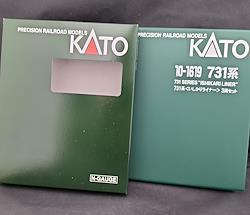 PRECISION RAILROAD MODELS
KATO
N-GAUGE
PRECISION RAILROAD MODELS
KATO
10-1619 731系
731 SERIES "ISHIKARI LINER"
731系<いしかりライナー> 3両セット